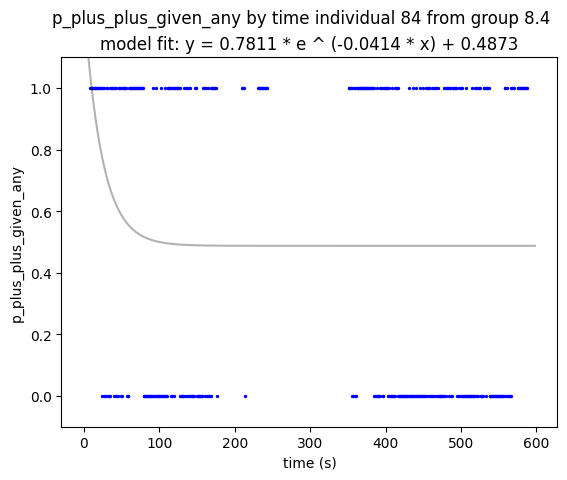 p_plus_plus_given_any by time individual 84 from group 8.4
model fit: y = 0.7811 * e ^ (-0.0414 * x) + 0.4873
p_plus_plus_given_any
1.0
0.8
0.6
0.4
0.2
0.0
0 100 200 300 400 500 600
time (s)